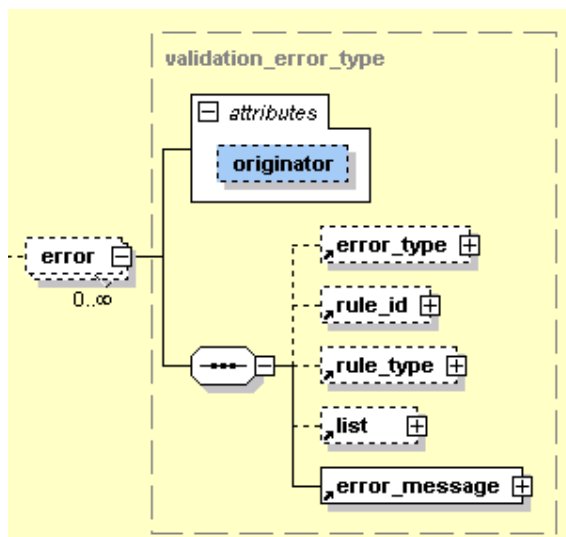 validation_error_type
attributes
originator
error
0..∞
error_type
rule_id
rule_type
list
error_message